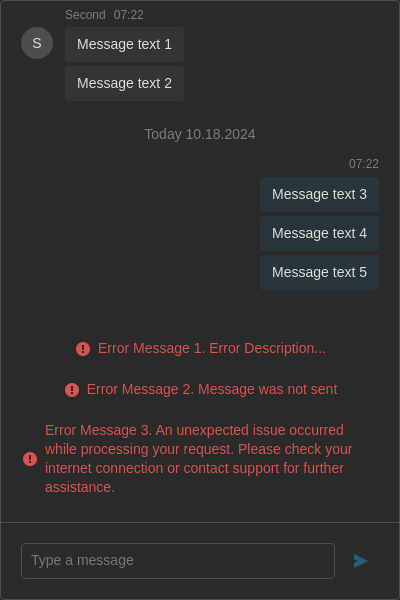 Second 07:22
S
Message text 1
Message text 2
Today 10.18.2024
07:22
Message text 3
Message text 4
Message text 5
Error Message 1. Error Description...
Error Message 2. Message was not sent
Error Message 3. An unexpected issue occurred
while processing your request. Please check your
internet connection or contact support for further
assistance.
Type a message